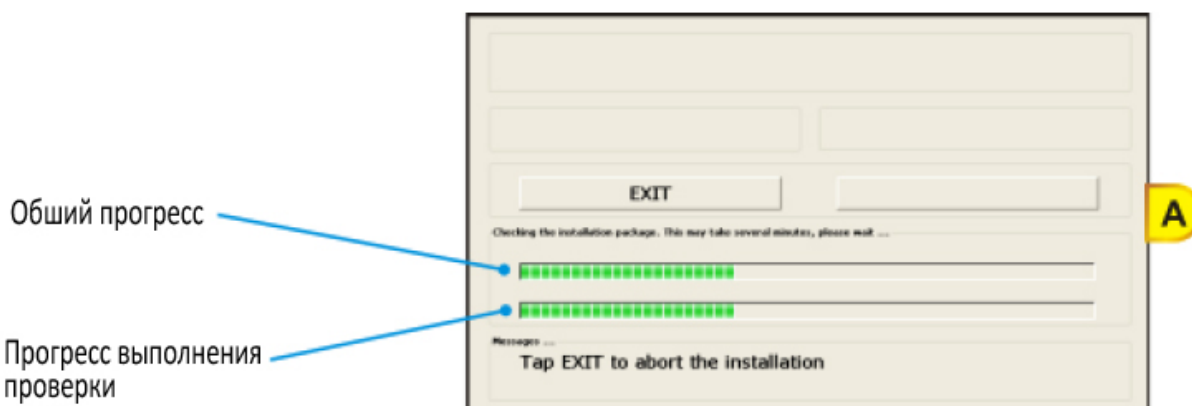 EXIT
Обший прогресс
A
Checking the installation package. This may take several minutes, please wait ...
Прогресс выполнения
проверки
Messages ...
Tap EXIT to abort the installation